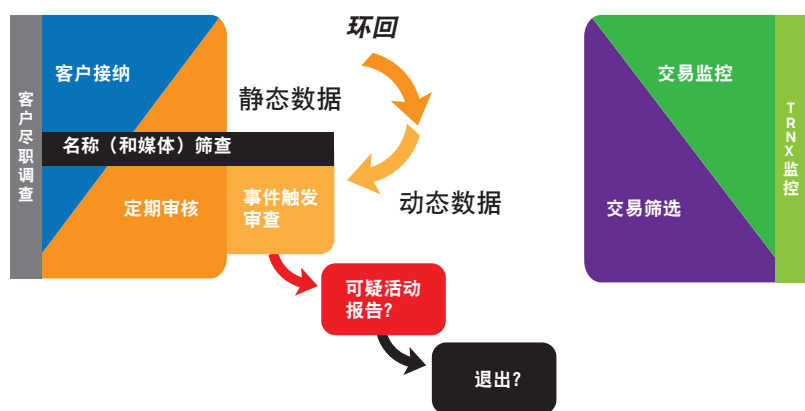 环回
客户接纳
交易监控
静态数据
客户尽职调查
TRNX监控
名称（和媒体）筛查
定期审核
事件触发
审查
动态数据
交易筛选
可疑活动
报告?
退出?